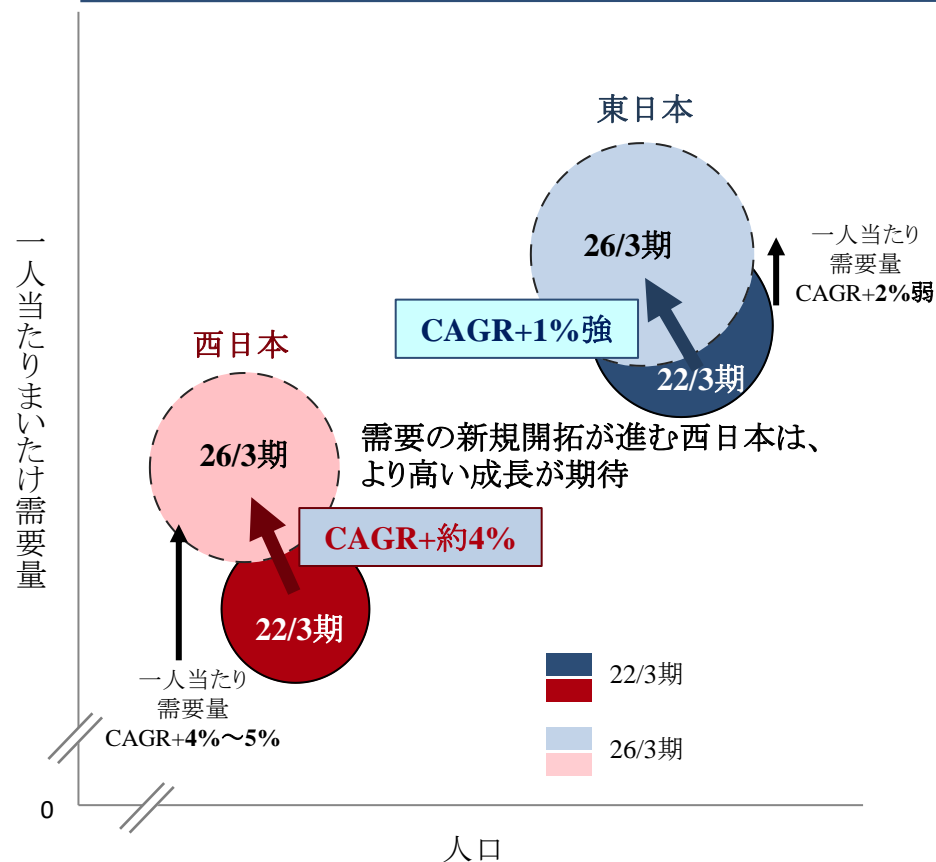 東日本
26/3期
一人当たり
需要量
CAGR+2%弱
CAGR+1%強
22/3期
西日本
26/3期
需要の新規開拓が進む西日本は、
より高い成長が期待
CAGR+約4%
22/3期
一人当たり
需要量
CAGR+4%～5%
22/3期
26/3期
一人当たりまいたけ需要量
0
人口